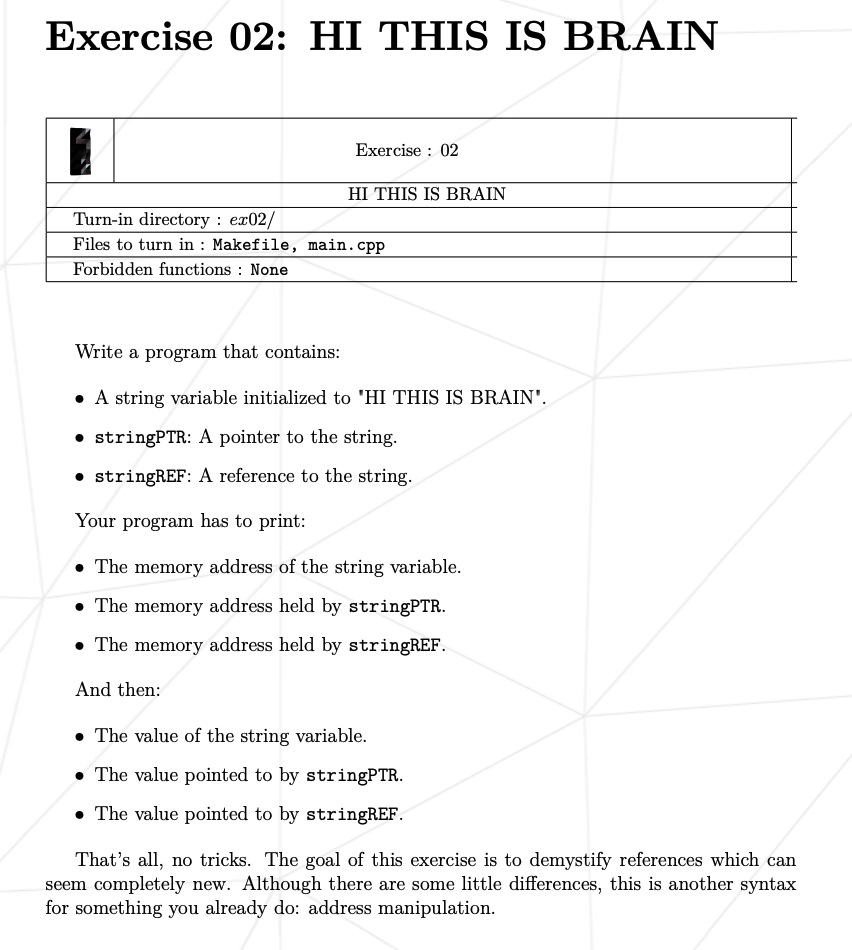 Exercise 02: HI THIS IS BRAIN
Exercise : 02
HI THIS IS BRAIN
Turn-in directory : ex02/
Files to turn in : Makefile, main.cpp
Forbidden functions : None
Write a program that contains:
• A string variable initialized to "HI THIS IS BRAIN".
• stringPTR: A pointer to the string.
• stringREF: A reference to the string.
Your program has to print:
• The memory address of the string variable.
• The memory address held by stringPTR.
• The memory address held by stringREF.
And then:
• The value of the string variable.
• The value pointed to by stringPTR.
• The value pointed to by stringREF.
That's all, no tricks. The goal of this exercise is to demystify references which can
seem completely new. Although there are some little differences, this is another syntax
for something you already do: address manipulation.